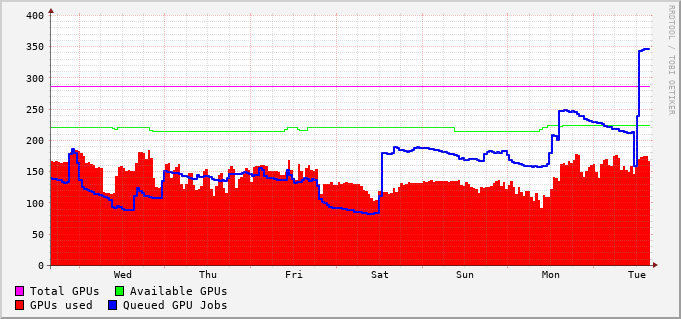 400
350
300
250
200
150
100
50
0
Wed Thu Fri Sat Sun Mon Tue
Total GPUs Available GPUs
GPUs used Queued GPU Jobs
RRDTOOL / TOBI OETIKER